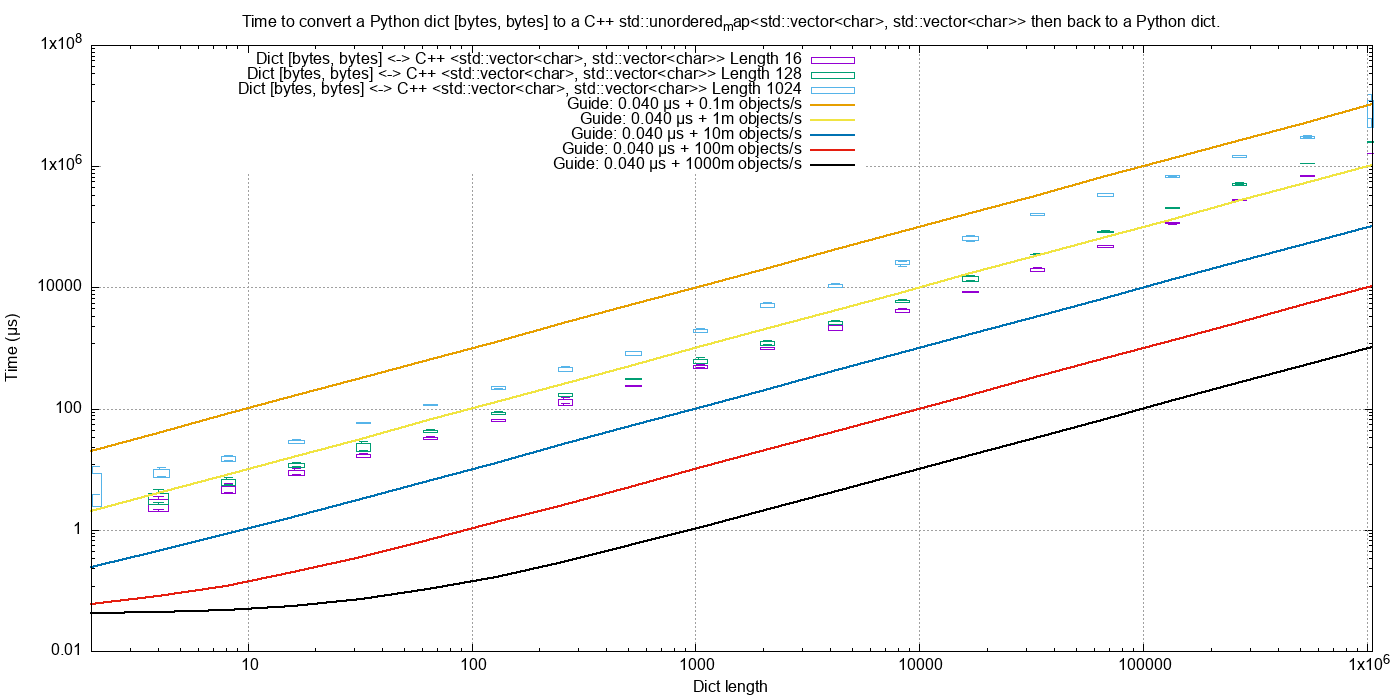 Time to convert a Python dict [bytes, bytes] to a C++ std::unordered_map<std::vector<char>, std::vector<char>> then back to a Python dict.
1x10^8
1x10^6
10000
100
1
0.01
Time (µs)
Dict [bytes, bytes] <-> C++ <std::vector<char>, std::vector<char>> Length 16
Dict [bytes, bytes] <-> C++ <std::vector<char>, std::vector<char>> Length 128
Dict [bytes, bytes] <-> C++ <std::vector<char>, std::vector<char>> Length 1024
Guide: 0.040 µs + 0.1m objects/s
Guide: 0.040 µs + 1m objects/s
Guide: 0.040 µs + 10m objects/s
Guide: 0.040 µs + 100m objects/s
Guide: 0.040 µs + 1000m objects/s
10 100 1000 10000 100000 1x10^6
Dict length